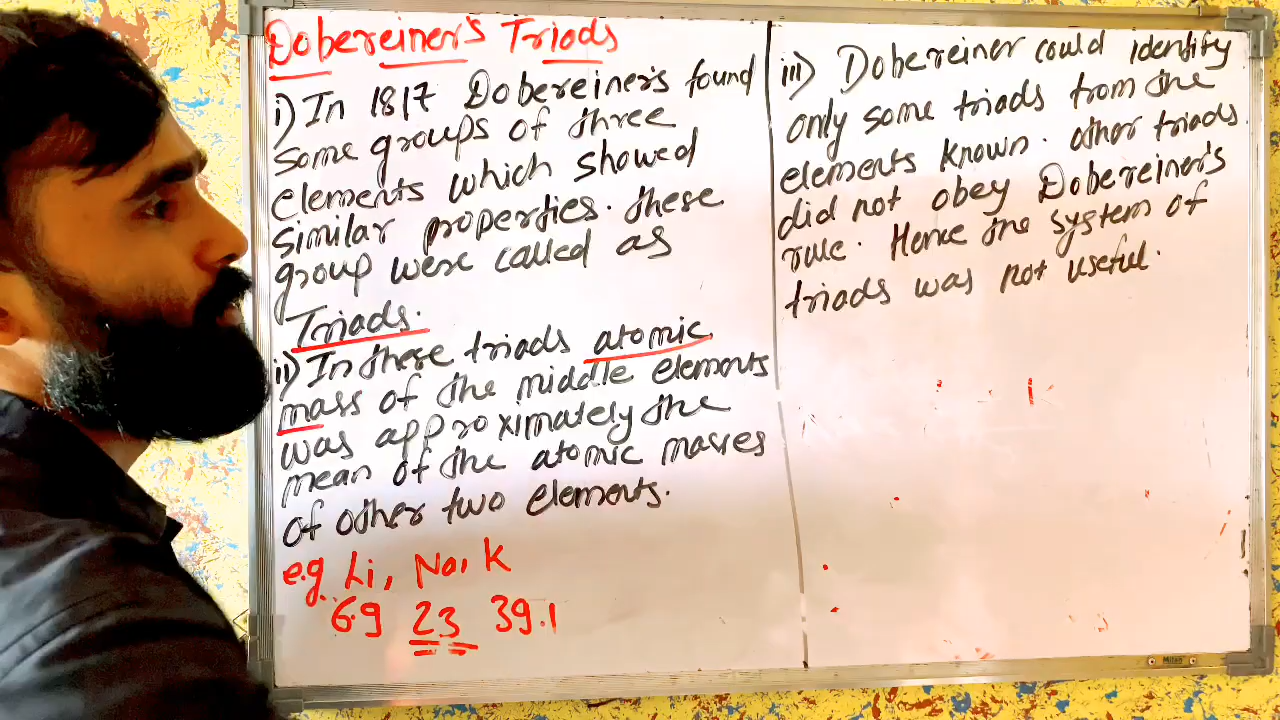 Dobereiner's Triads
i) In 1817 Dobereiner's found
some groups of three
elements which showed
similar properties. these
group were called as
Triads.
ii) In these triads atomic
mass of the middle elements
was approximately the
mean of the atomic masses
of other two elements.
e.g. Li, Na, K
6.9 23 39.1
iii) Dobereiner could identify
only some triads from the
elements known. other triads
did not obey Dobereiner's
rule. Hence the system of
triads was not useful.